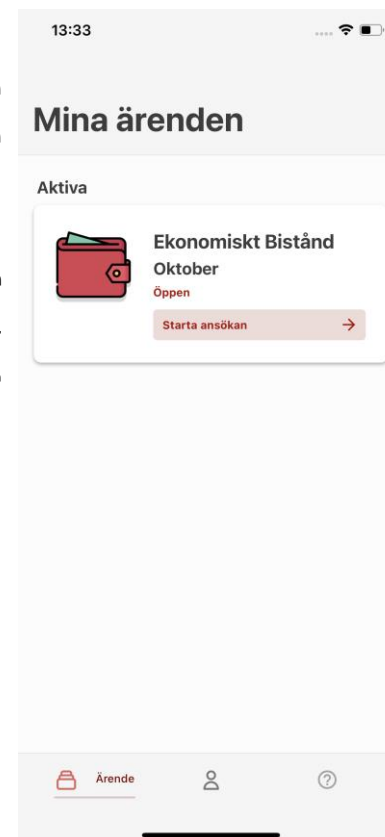 13:33
Mina ärenden
Aktiva
Ekonomiskt Bistånd
Oktober
Öppen
Starta ansökan
Ärende